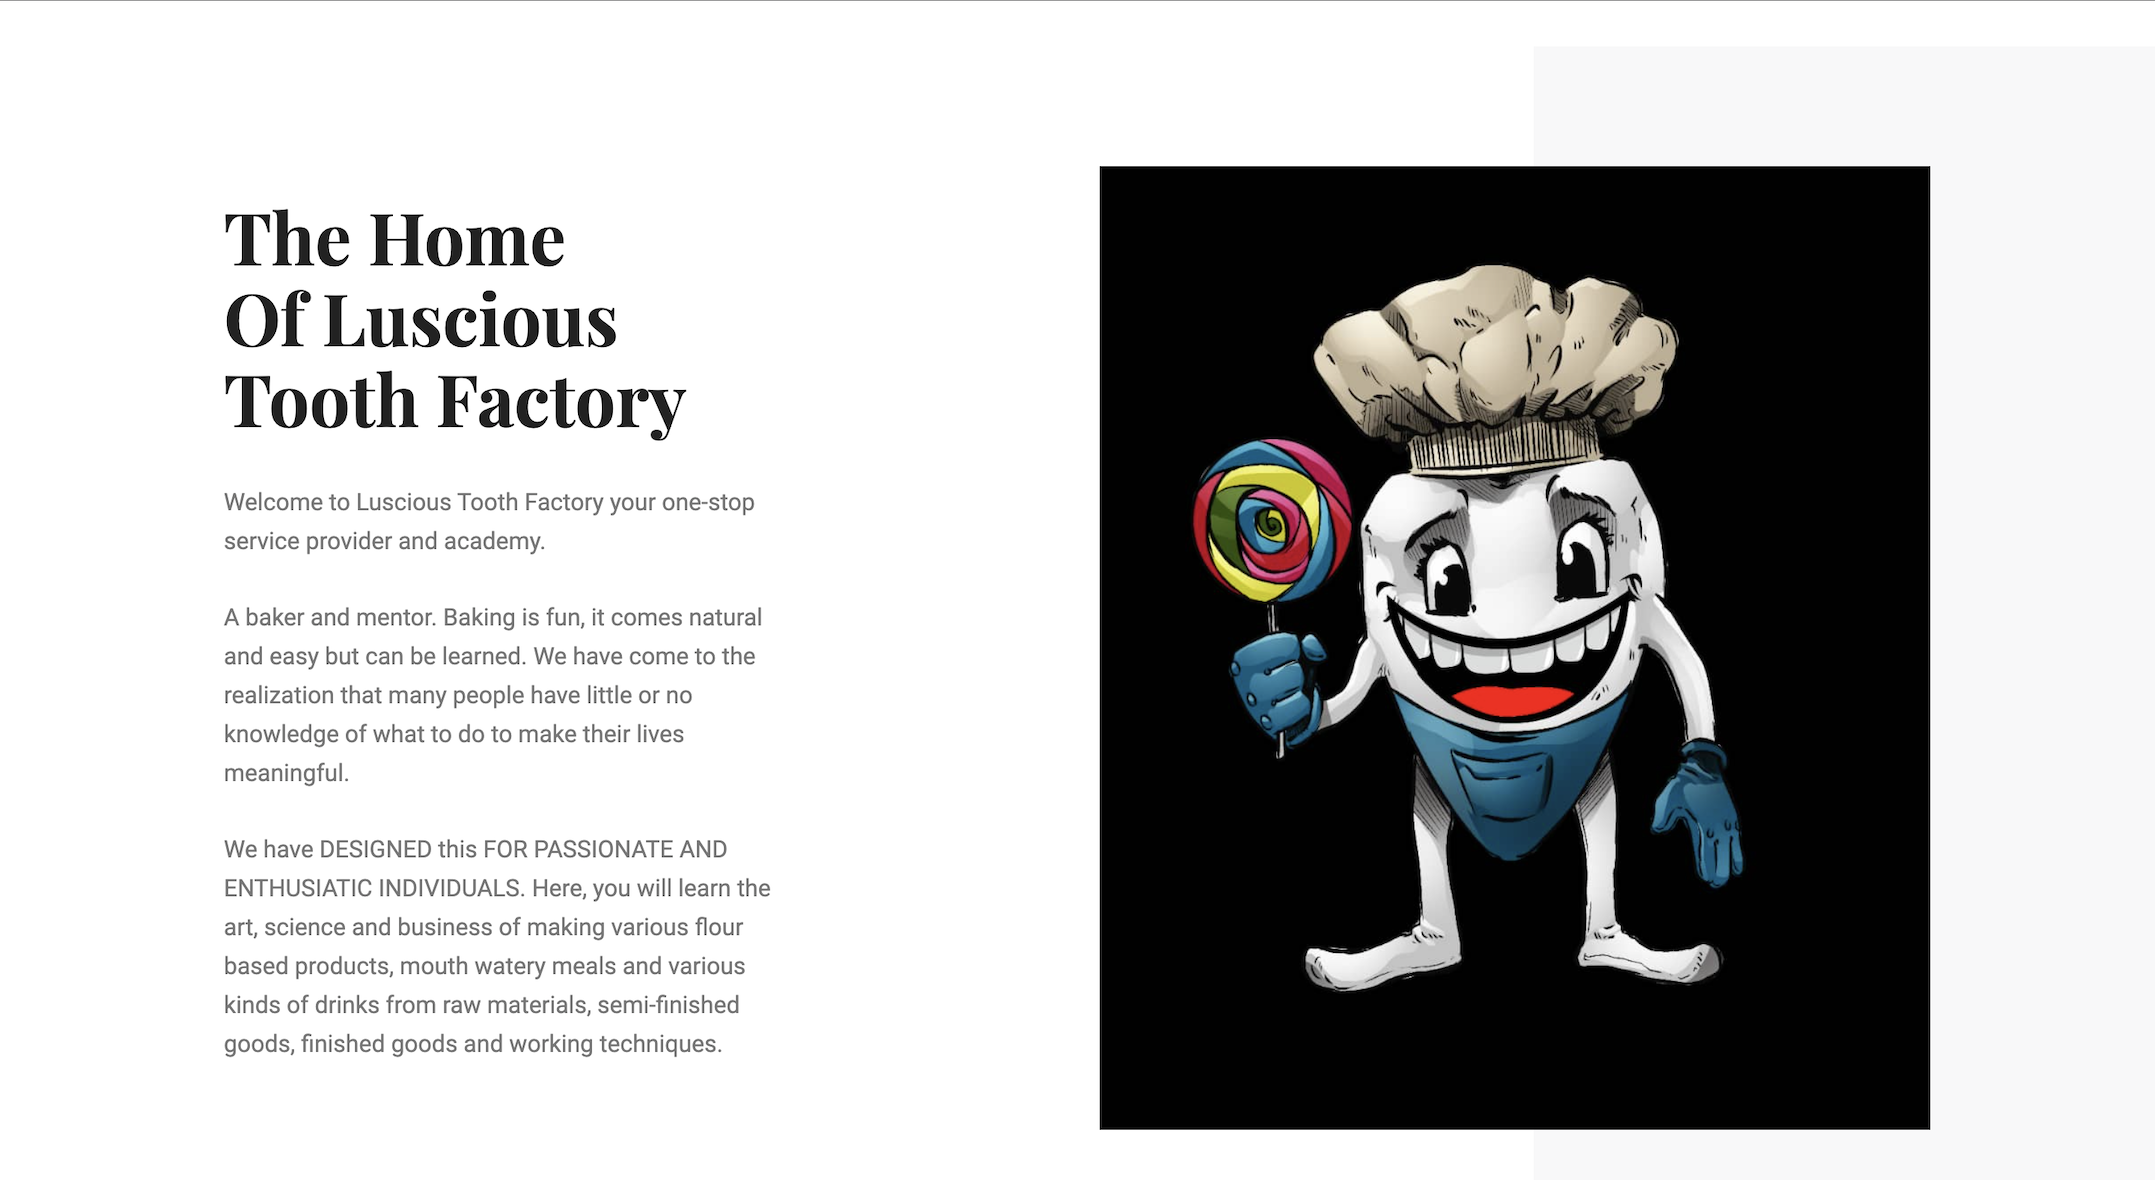 The Home
Of Luscious
Tooth Factory
Welcome to Luscious Tooth Factory your one-stop
service provider and academy.
A baker and mentor. Baking is fun, it comes natural
and easy but can be learned. We have come to the
realization that many people have little or no
knowledge of what to do to make their lives
meaningful.
We have DESIGNED this FOR PASSIONATE AND
ENTHUSIATIC INDIVIDUALS. Here, you will learn the
art, science and business of making various flour
based products, mouth watery meals and various
kinds of drinks from raw materials, semi-finished
goods, finished goods and working techniques.